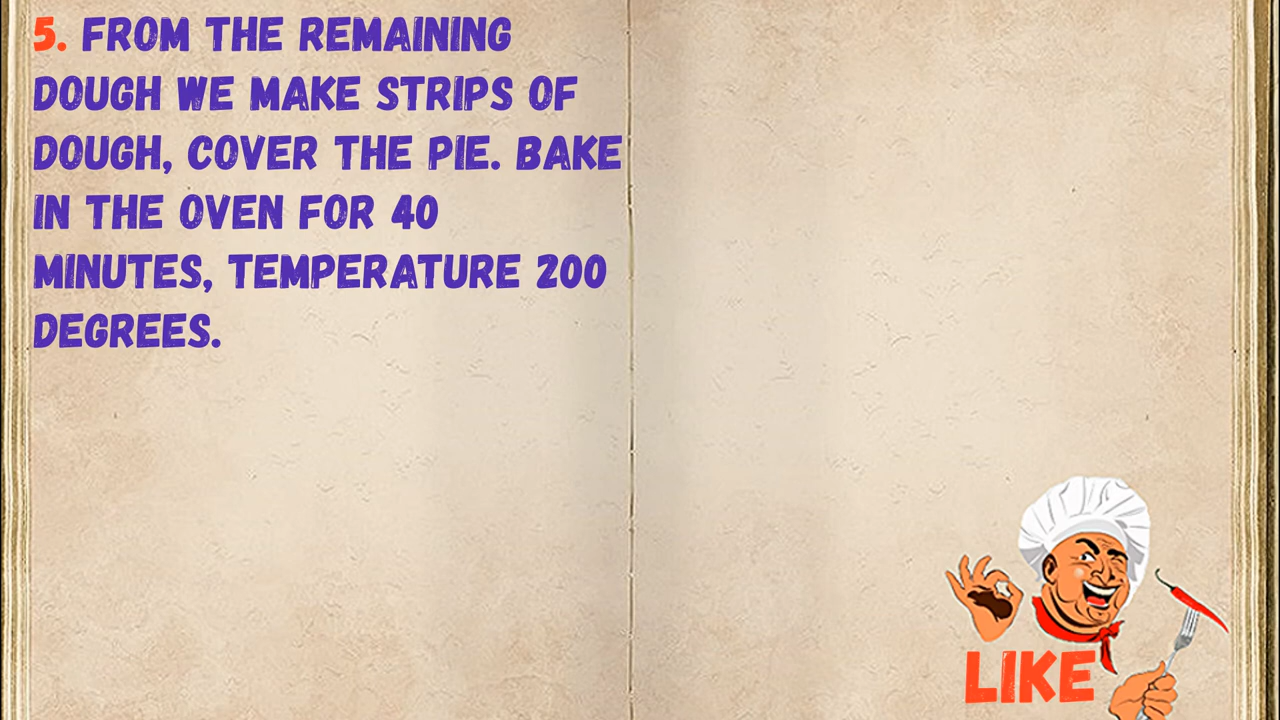 5. FROM THE REMAINING
DOUGH WE MAKE STRIPS OF
DOUGH, COVER THE PIE. BAKE
IN THE OVEN FOR 40
MINUTES, TEMPERATURE 200
DEGREES.
LIKE